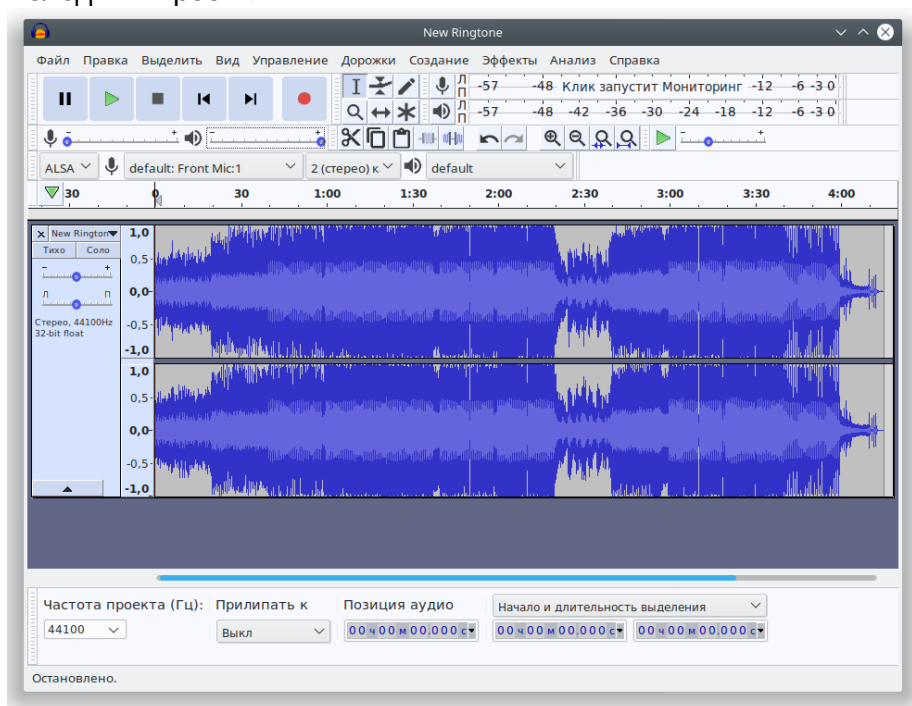 New Ringtone
Файл Правка Выделить Вид Управление Дорожки Создание Эффекты Анализ Справка
Л П -57 -48 Клик запустит Мониторинг -12 -6 -3 0
Л П -57 -48 -42 -36 -30 -24 -18 -12 -6 -3 0
- + - +
- +
ALSA default: Front Mic:1 2 (стерео) к default
30 0 30 1:00 1:30 2:00 2:30 3:00 3:30 4:00
x New Rington
Тихо Соло
- +
Л П
Стерео, 44100Hz
32-bit float
1,0
0,5
0,0
-0,5
-1,0
1,0
0,5
0,0
-0,5
-1,0
Частота проекта (Гц): Прилипать к Позиция аудио Начало и длительность выделения
44100 Выкл 00 ч 00 м 00.000 с 00 ч 00 м 00.000 с 00 ч 00 м 00.000 с
Остановлено.